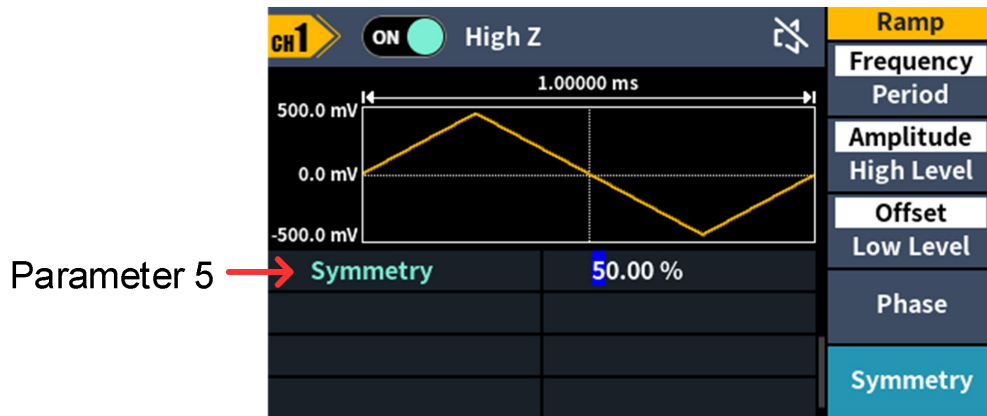 CH1 ON High Z
Ramp
Frequency
Period
1.00000 ms
500.0 mV
Amplitude
High Level
0.0 mV
Offset
Low Level
-500.0 mV
Parameter 5
Symmetry 50.00 %
Phase
Symmetry